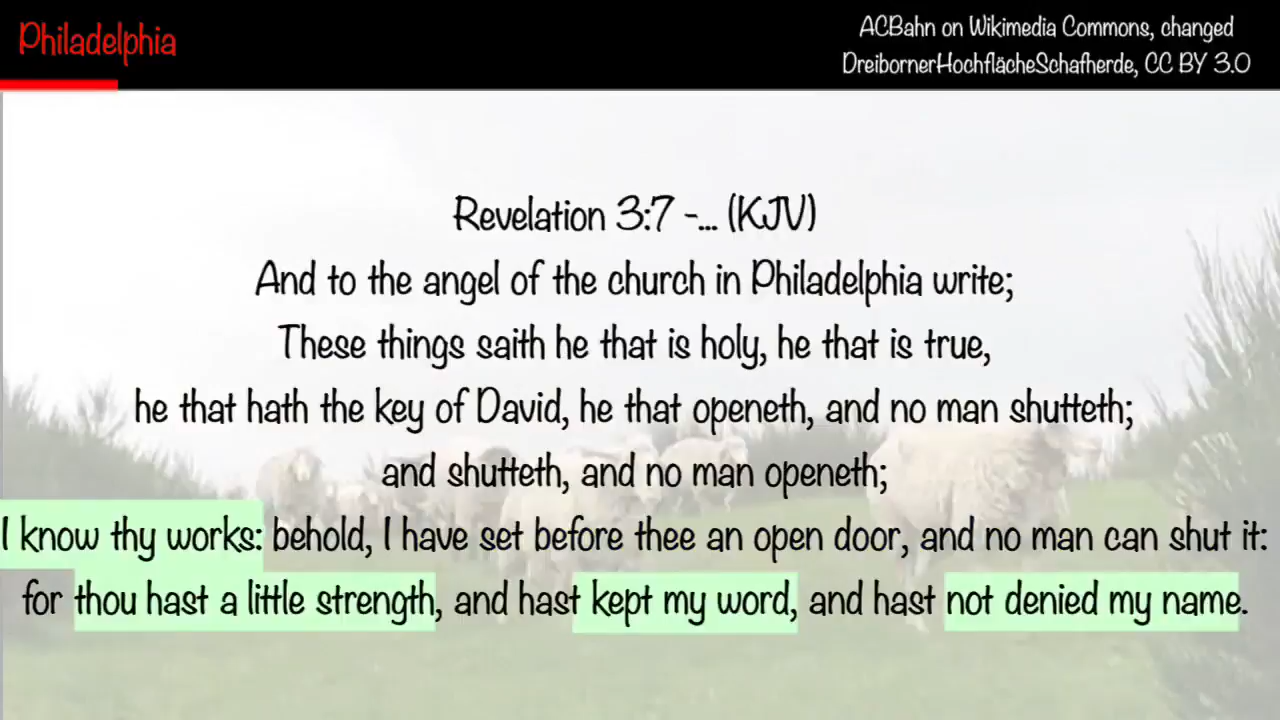 Philadelphia
ACBahn on Wikimedia Commons, changed
DreibornerHochflächeSchafherde, CC BY 3.0
Revelation 3:7 -... (KJV)
And to the angel of the church in Philadelphia write;
These things saith he that is holy, he that is true,
he that hath the key of David, he that openeth, and no man shutteth;
and shutteth, and no man openeth;
I know thy works: behold, I have set before thee an open door, and no man can shut it:
for thou hast a little strength, and hast kept my word, and hast not denied my name.